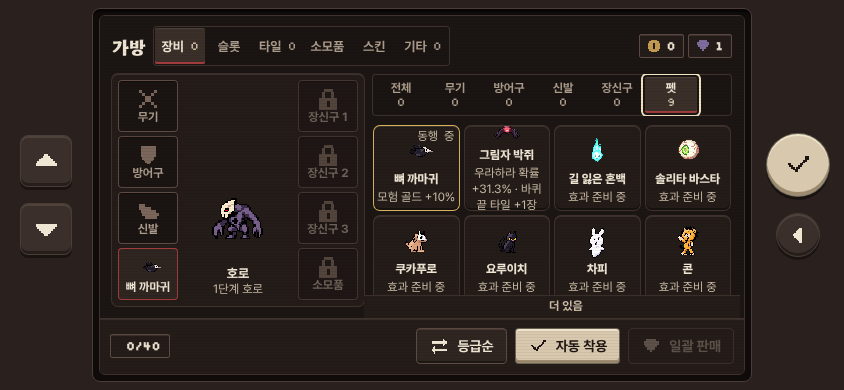 가방
장비 0
슬롯
타일 0
소모품
스킨
기타 0
0
1
무기
방어구
신발
뼈 까마귀
호로
1단계 호로
장신구 1
장신구 2
장신구 3
소모품
전체
0
무기
0
방어구
0
신발
0
장신구
0
펫
9
동행 중
뼈 까마귀
모험 골드 +10%
그림자 박쥐
우라하라 확률
+31.3% · 바퀴
끝 타일 +1장
길 잃은 혼백
효과 준비 중
솔리타 바스타
효과 준비 중
쿠카푸로
효과 준비 중
요루이치
효과 준비 중
차피
효과 준비 중
콘
효과 준비 중
더 있음
0/40
등급순
자동 착용
일괄 판매